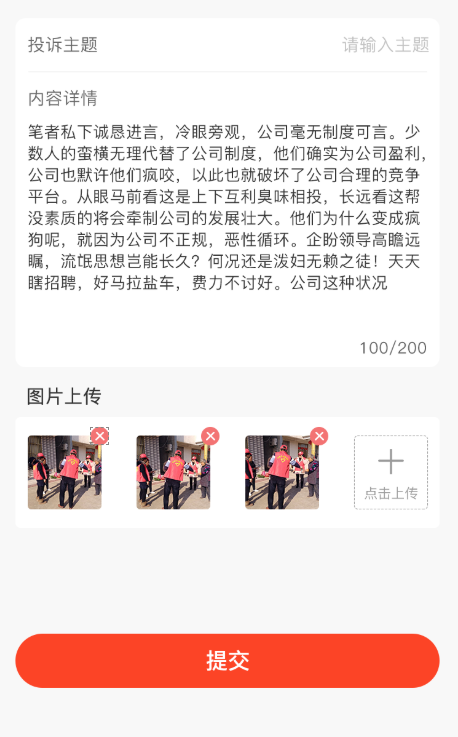 投诉主题 请输入主题
内容详情
笔者私下诚恳进言，冷眼旁观，公司毫无制度可言。少
数人的蛮横无理代替了公司制度，他们确实为公司盈利，
公司也默许他们疯咬，以此也就破坏了公司合理的竞争
平台。从眼马前看这是上下互利臭味相投，长远看这帮
没素质的将会牵制公司的发展壮大。他们为什么变成疯
狗呢，就因为公司不正规，恶性循环。企盼领导高瞻远
瞩，流氓思想岂能长久？何况还是泼妇无赖之徒！天天
瞎招聘，好马拉盐车，费力不讨好。公司这种状况
100/200
图片上传
点击上传
提交